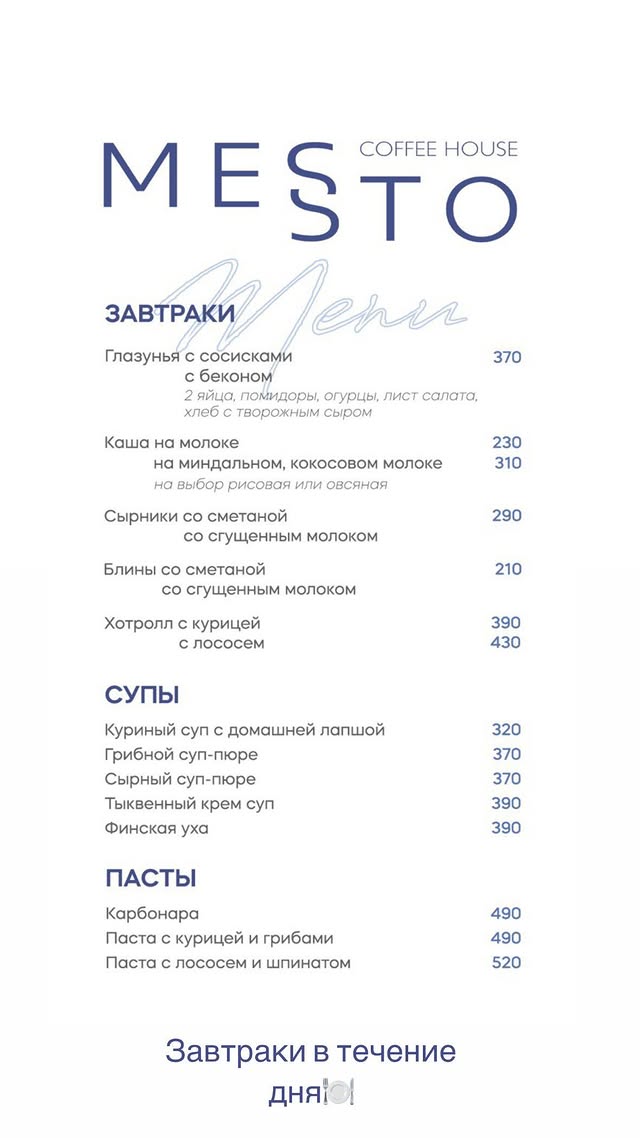 MESTO
COFFEE HOUSE
Menu
ЗАВТРАКИ
Глазунья с сосисками 370
с беконом
2 яйца, помидоры, огурцы, лист салата,
хлеб с творожным сыром
Каша на молоке 230
на миндальном, кокосовом молоке 310
на выбор рисовая или овсяная
Сырники со сметаной 290
со сгущенным молоком
Блины со сметаной 210
со сгущенным молоком
Хотролл с курицей 390
с лососем 430
СУПЫ
Куриный суп с домашней лапшой 320
Грибной суп-пюре 370
Сырный суп-пюре 370
Тыквенный крем суп 390
Финская уха 390
ПАСТЫ
Карбонара 490
Паста с курицей и грибами 490
Паста с лососем и шпинатом 520
Завтраки в течение
дня🍽️